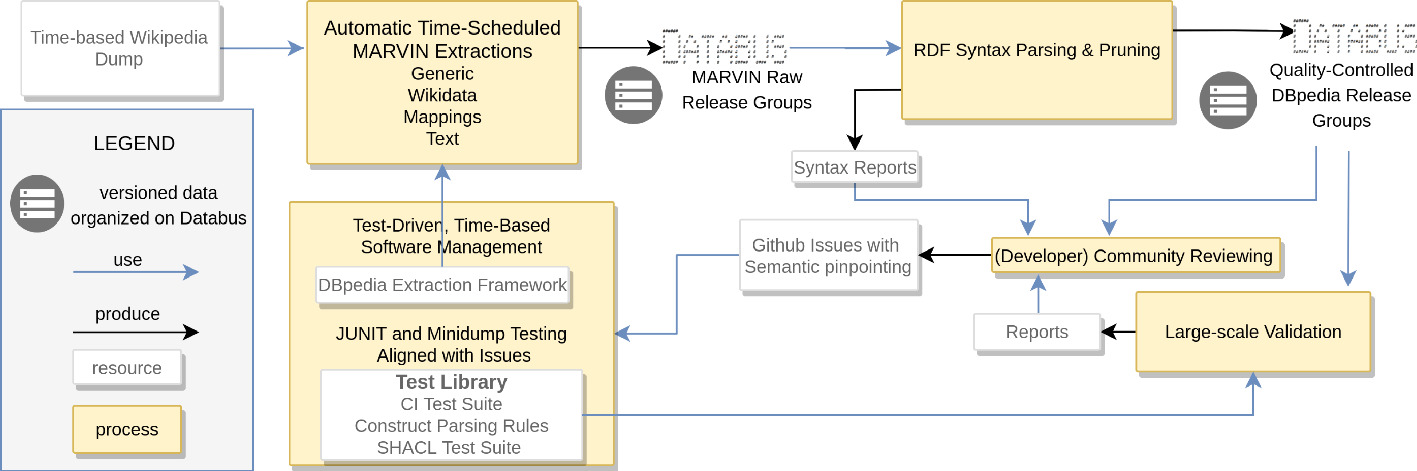 Time-based Wikipedia
Dump
Automatic Time-Scheduled
MARVIN Extractions
Generic
Wikidata
Mappings
Text
DATABUS
MARVIN Raw
Release Groups
RDF Syntax Parsing & Pruning
DATABUS
Quality-Controlled
DBpedia Release
Groups
LEGEND
versioned data
organized on Databus
use
produce
resource
process
Syntax Reports
Test-Driven, Time-Based
Software Management
DBpedia Extraction Framework
JUNIT and Minidump Testing
Aligned with Issues
Test Library
CI Test Suite
Construct Parsing Rules
SHACL Test Suite
Github Issues with
Semantic pinpointing
(Developer) Community Reviewing
Reports
Large-scale Validation